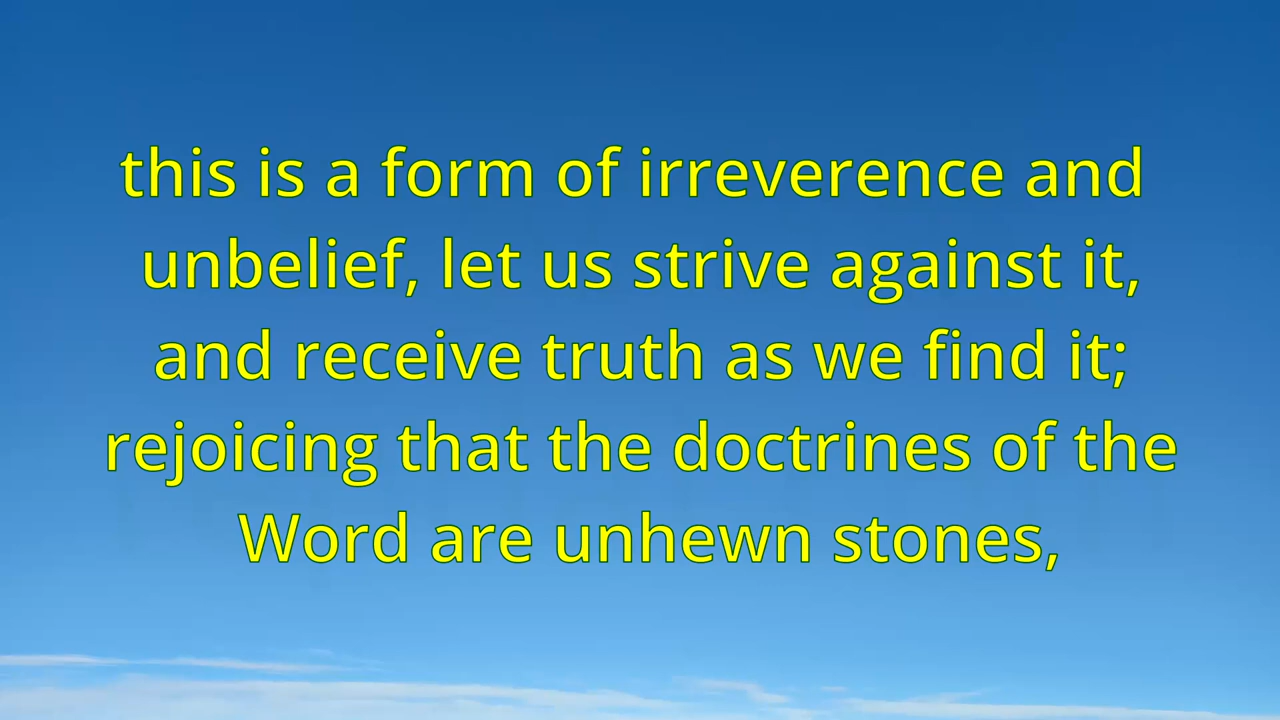 this is a form of irreverence and
unbelief, let us strive against it,
and receive truth as we find it;
rejoicing that the doctrines of the
Word are unhewn stones,